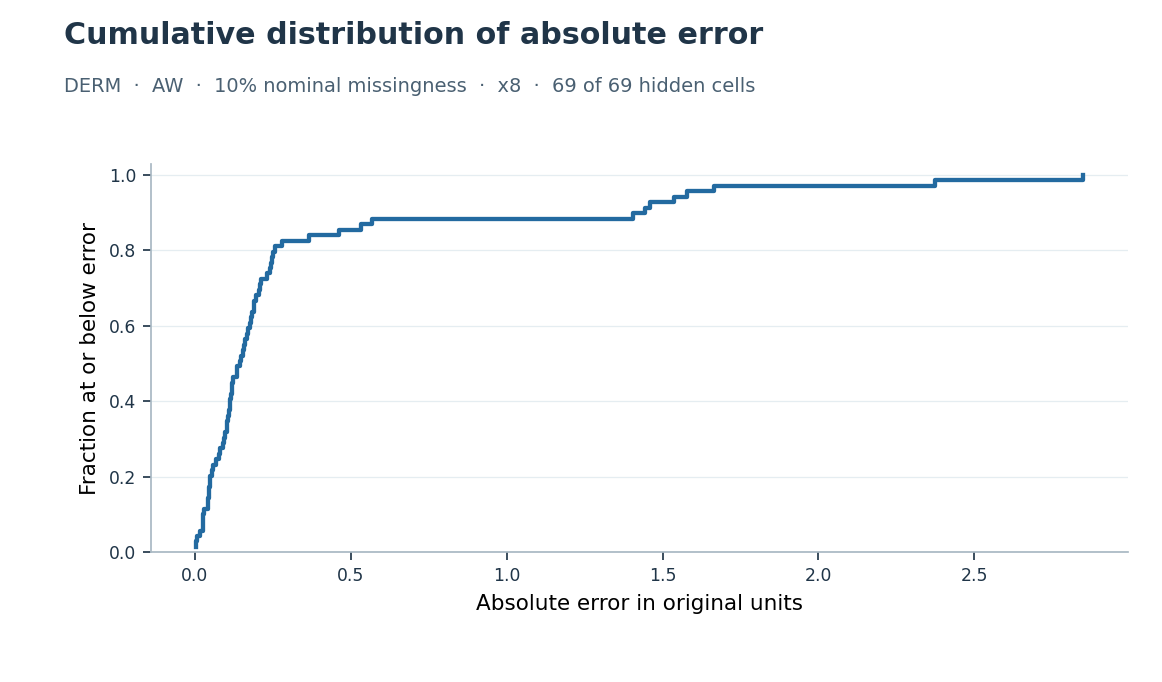 Cumulative distribution of absolute error
DERM · AW · 10% nominal missingness · x8 · 69 of 69 hidden cells
Fraction at or below error
1.0
0.8
0.6
0.4
0.2
0.0
0.0 0.5 1.0 1.5 2.0 2.5
Absolute error in original units